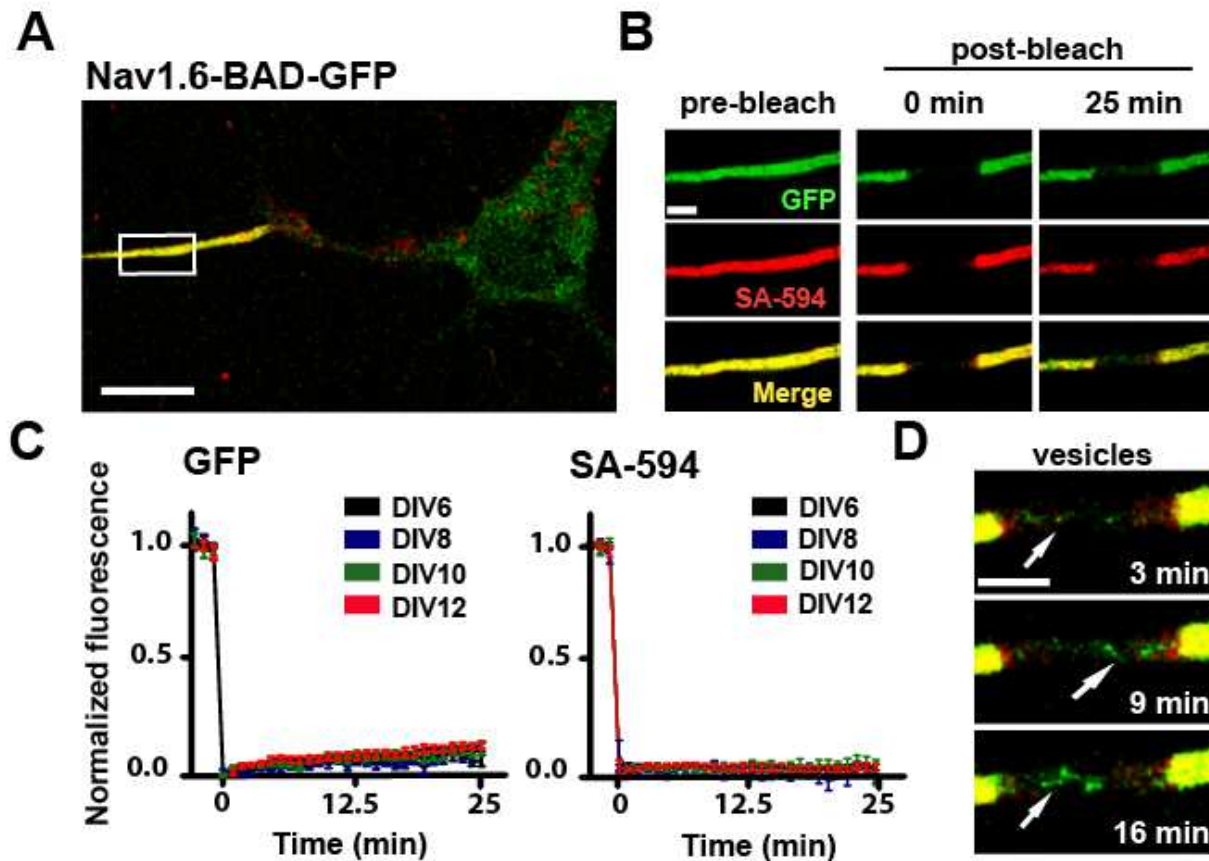 A
Nav1.6-BAD-GFP
B
post-bleach
pre-bleach
0 min
25 min
GFP
SA-594
Merge
C
GFP
Normalized fluorescence
1.0
0.5
0.0
DIV6
DIV8
DIV10
DIV12
0
12.5
25
Time (min)
SA-594
1.0
0.5
0.0
DIV6
DIV8
DIV10
DIV12
0
12.5
25
Time (min)
D
vesicles
3 min
9 min
16 min